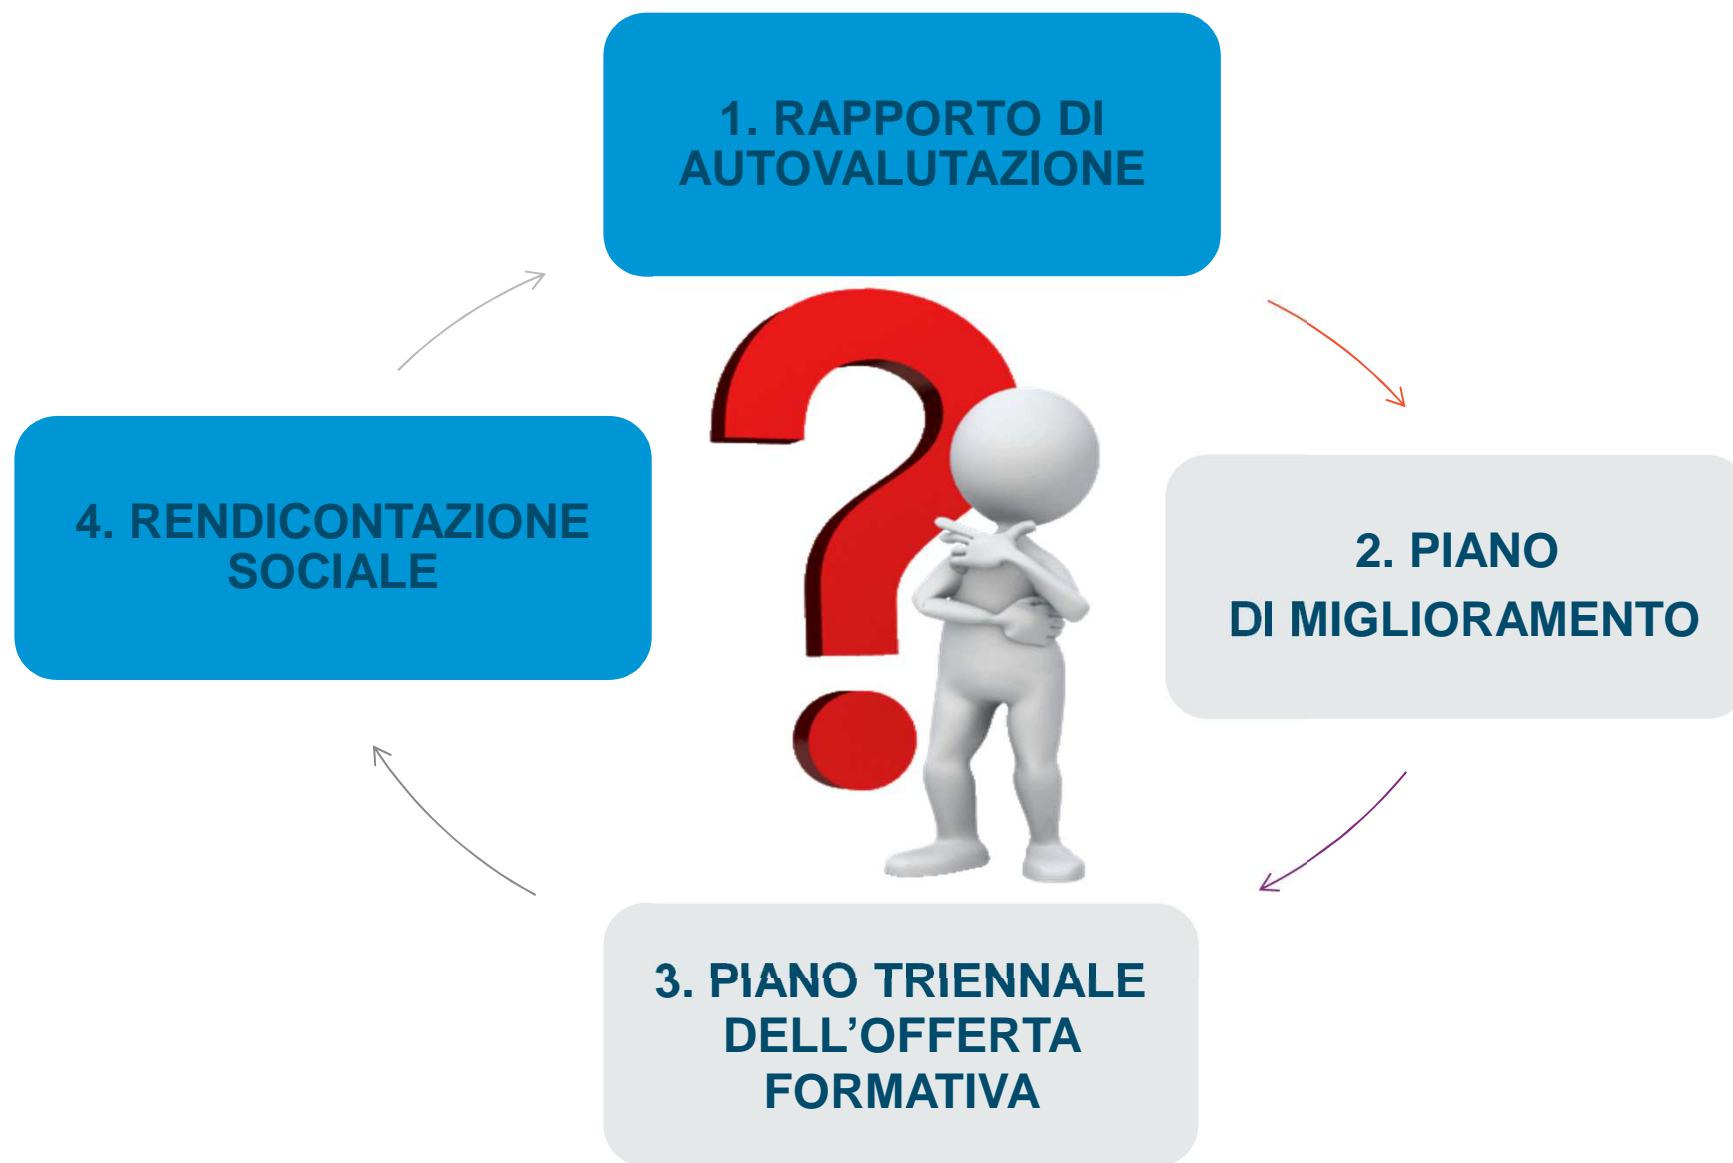 1. RAPPORTO DI
AUTOVALUTAZIONE
2. PIANO
DI MIGLIORAMENTO
3. PIANO TRIENNALE
DELL’OFFERTA
FORMATIVA
4. RENDICONTAZIONE
SOCIALE